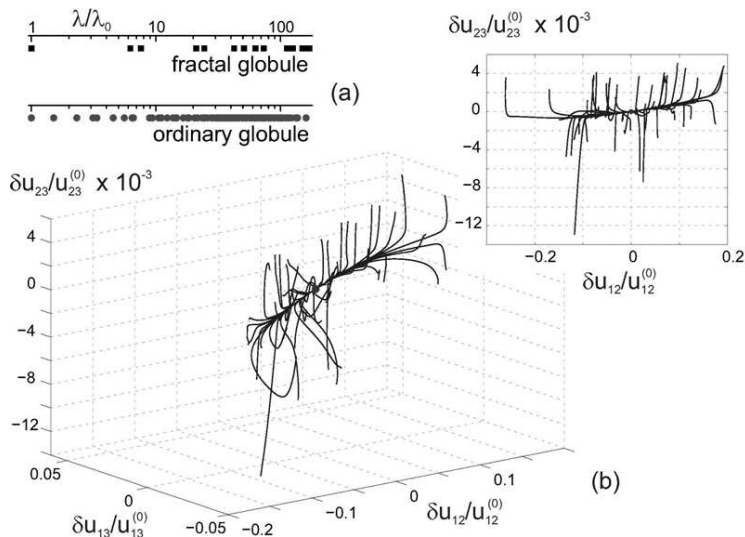 λ/λ₀
1 10 100
fractal globule
(a)
ordinary globule
δu₂₃/u₂₃⁽⁰⁾ x 10⁻³
4
0
−4
−8
−12
−0.2 0 0.2
δu₁₂/u₁₂⁽⁰⁾
δu₂₃/u₂₃⁽⁰⁾ x 10⁻³
4
0
−4
−8
−12
0.05
0
−0.05
δu₁₃/u₁₃⁽⁰⁾
−0.2 −0.1 0 0.1
δu₁₂/u₁₂⁽⁰⁾
(b)